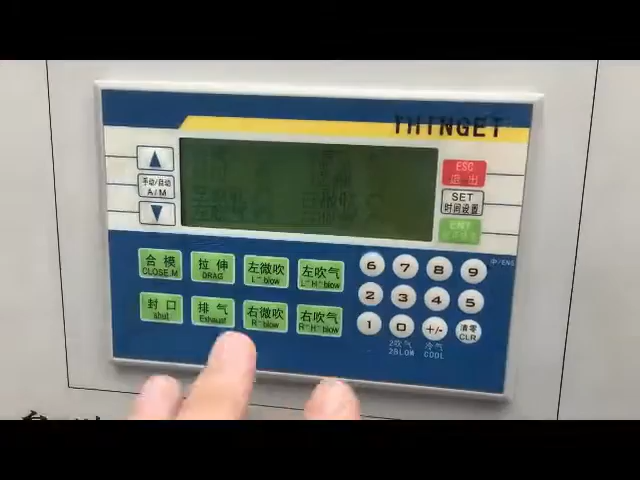 THINGET
手动/自动
A/M
ESC
退出
SET
时间设置
ENT
中/ENG
合模
CLOSE.M
拉伸
DRAG
左微吹
L-blow
左吹气
L-H-blow
封口
shut
排气
Exhaust
右微吹
R-blow
右吹气
R-H-blow
6 7 8 9
2 3 4 5
1 0 +/- 清零 CLR
2吹气
2BLOW
冷气
COOL